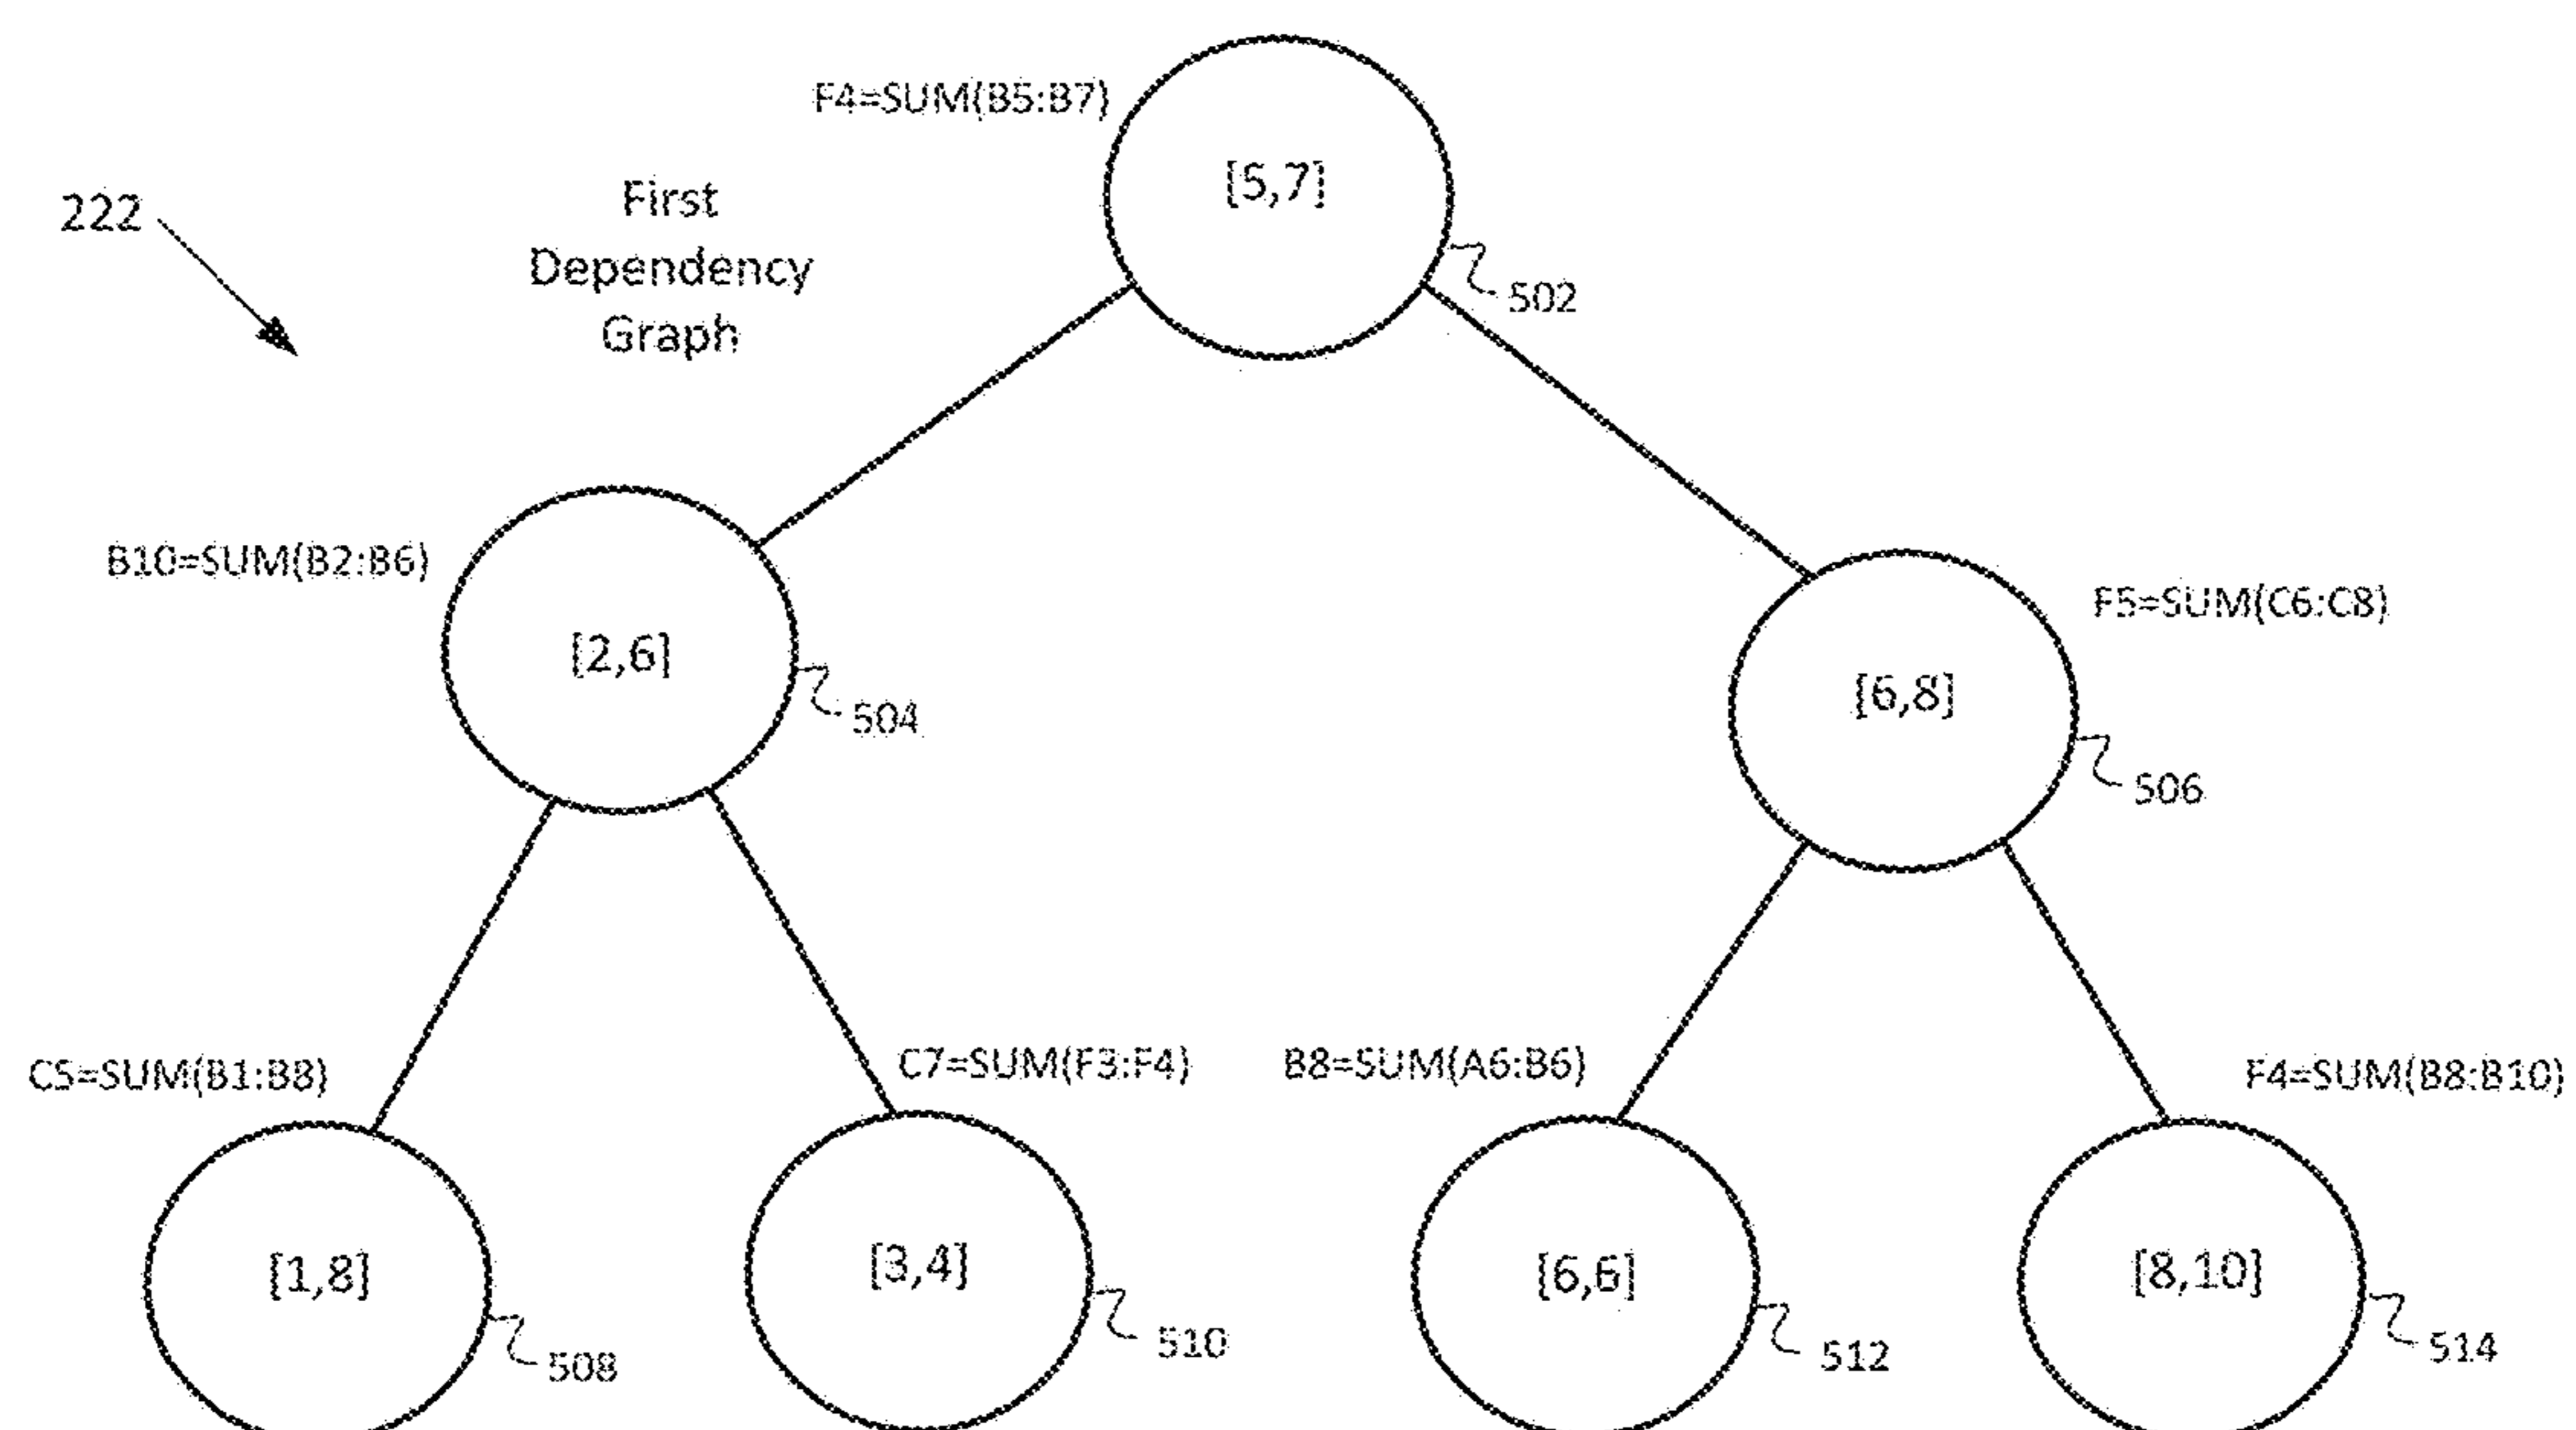 F4=SUM(B5:B7)
[5,7]
222
First
Dependency
Graph
502
B10=SUM(B2:B6)
[2,6]
504
F5=SUM(C6:C8)
[6,8]
506
C5=SUM(B1:B8)
C7=SUM(F3:F4)
B8=SUM(A6:B6)
F4=SUM(B8:B10)
[1,8]
508
[3,4]
510
[6,6]
512
[8,10]
514